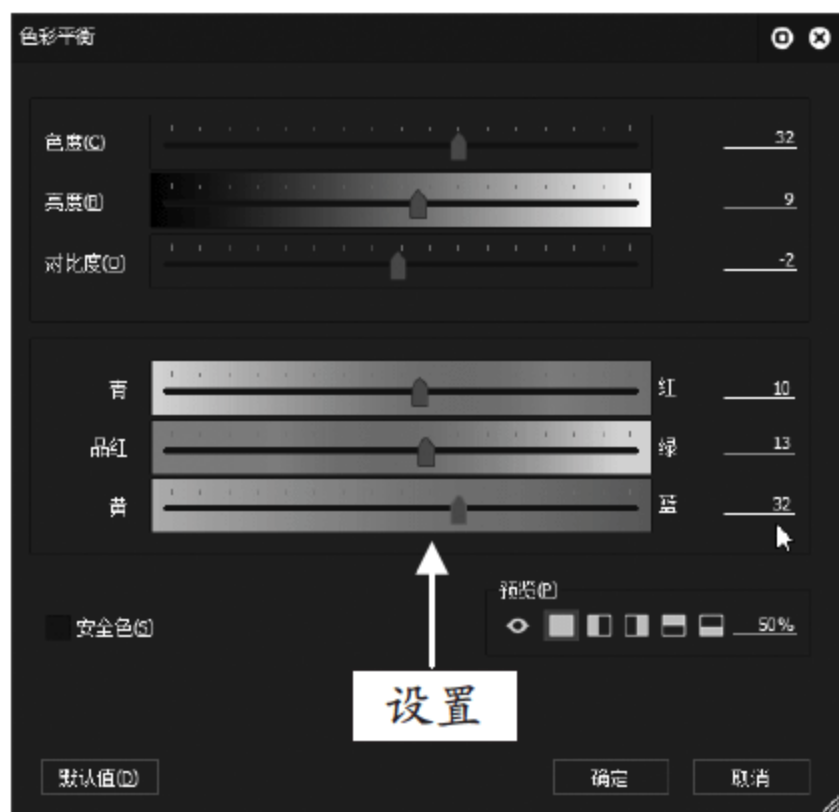 色彩平衡
色度(C) 32
亮度(B) 9
对比度(O) -2
青 红 10
品红 绿 13
黄 蓝 32
预览(P)
安全色(S) 50%
设置
默认值(D) 确定 取消